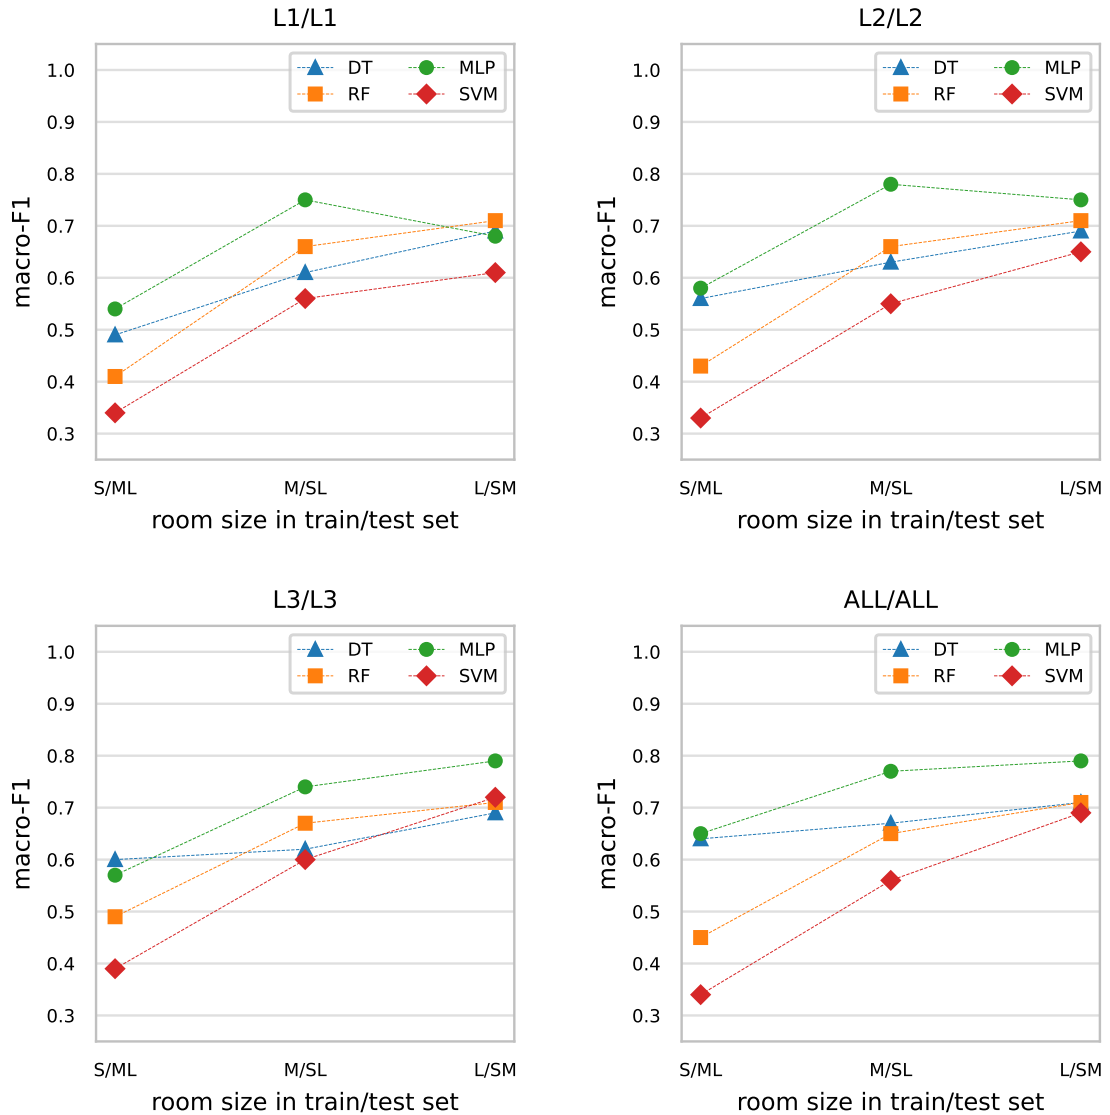 L1/L1
DT
MLP
RF
SVM
1.0
0.9
0.8
0.7
0.6
0.5
0.4
0.3
macro-F1
S/ML
M/SL
L/SM
room size in train/test set
L2/L2
DT
MLP
RF
SVM
1.0
0.9
0.8
0.7
0.6
0.5
0.4
0.3
macro-F1
S/ML
M/SL
L/SM
room size in train/test set
L3/L3
DT
MLP
RF
SVM
1.0
0.9
0.8
0.7
0.6
0.5
0.4
0.3
macro-F1
S/ML
M/SL
L/SM
room size in train/test set
ALL/ALL
DT
MLP
RF
SVM
1.0
0.9
0.8
0.7
0.6
0.5
0.4
0.3
macro-F1
S/ML
M/SL
L/SM
room size in train/test set